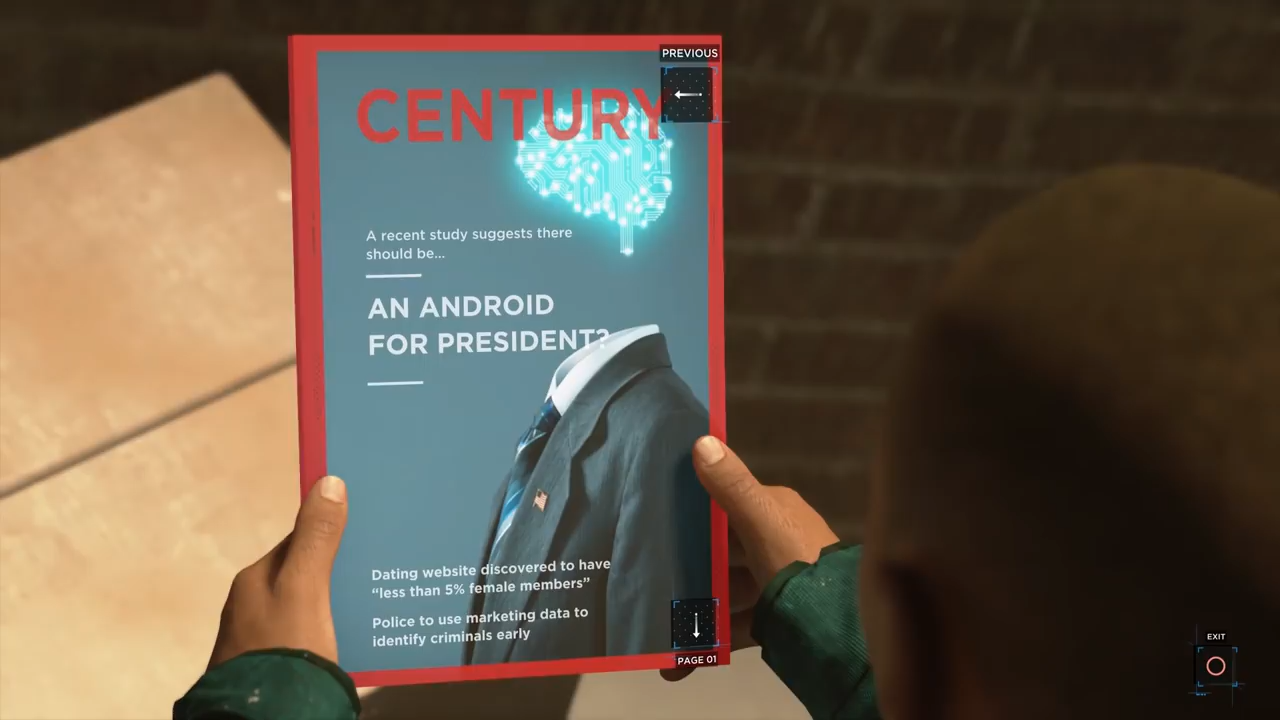 PREVIOUS
CENTURY
A recent study suggests there
should be...
AN ANDROID
FOR PRESIDENT?
Dating website discovered to have
“less than 5% female members”
Police to use marketing data to
identify criminals early
PAGE 01
EXIT